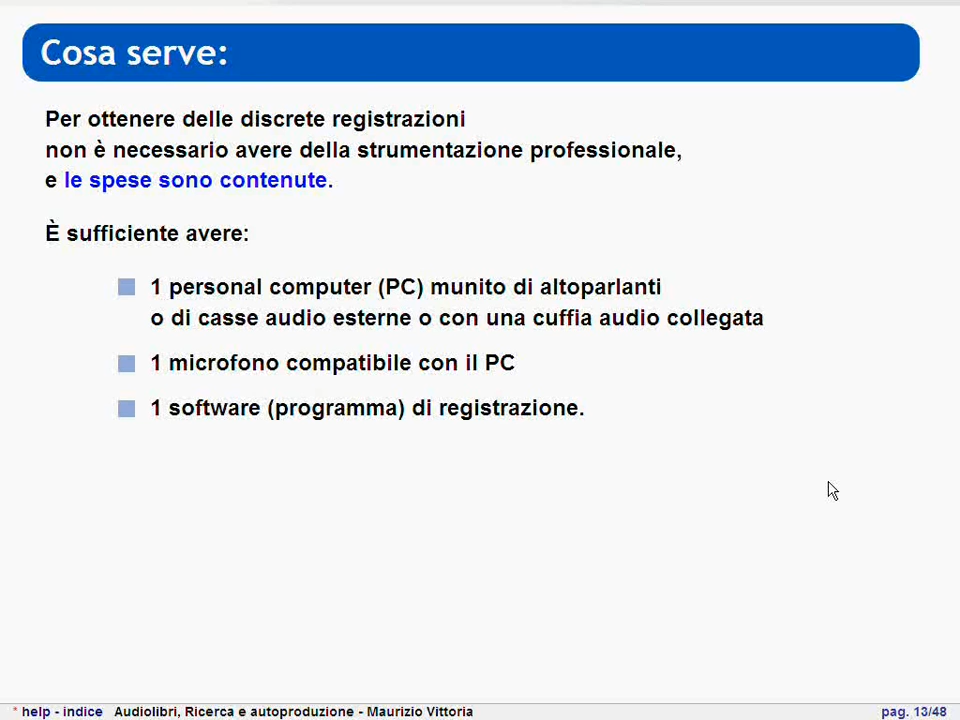 Cosa serve:
Per ottenere delle discrete registrazioni
non è necessario avere della strumentazione professionale,
e le spese sono contenute.
È sufficiente avere:
1 personal computer (PC) munito di altoparlanti
o di casse audio esterne o con una cuffia audio collegata
1 microfono compatibile con il PC
1 software (programma) di registrazione.
* help - indice Audiolibri, Ricerca e autoproduzione - Maurizio Vittoria pag. 13/48